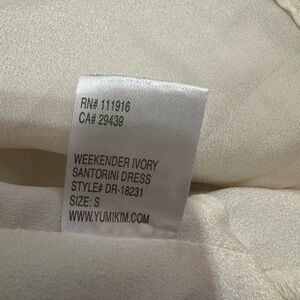 RN# 111916
CA# 29439
WEEKENDER IVORY
SANTORINI DRESS
STYLE# DR-18231
SIZE: S
WWW.YUMIKIM.COM